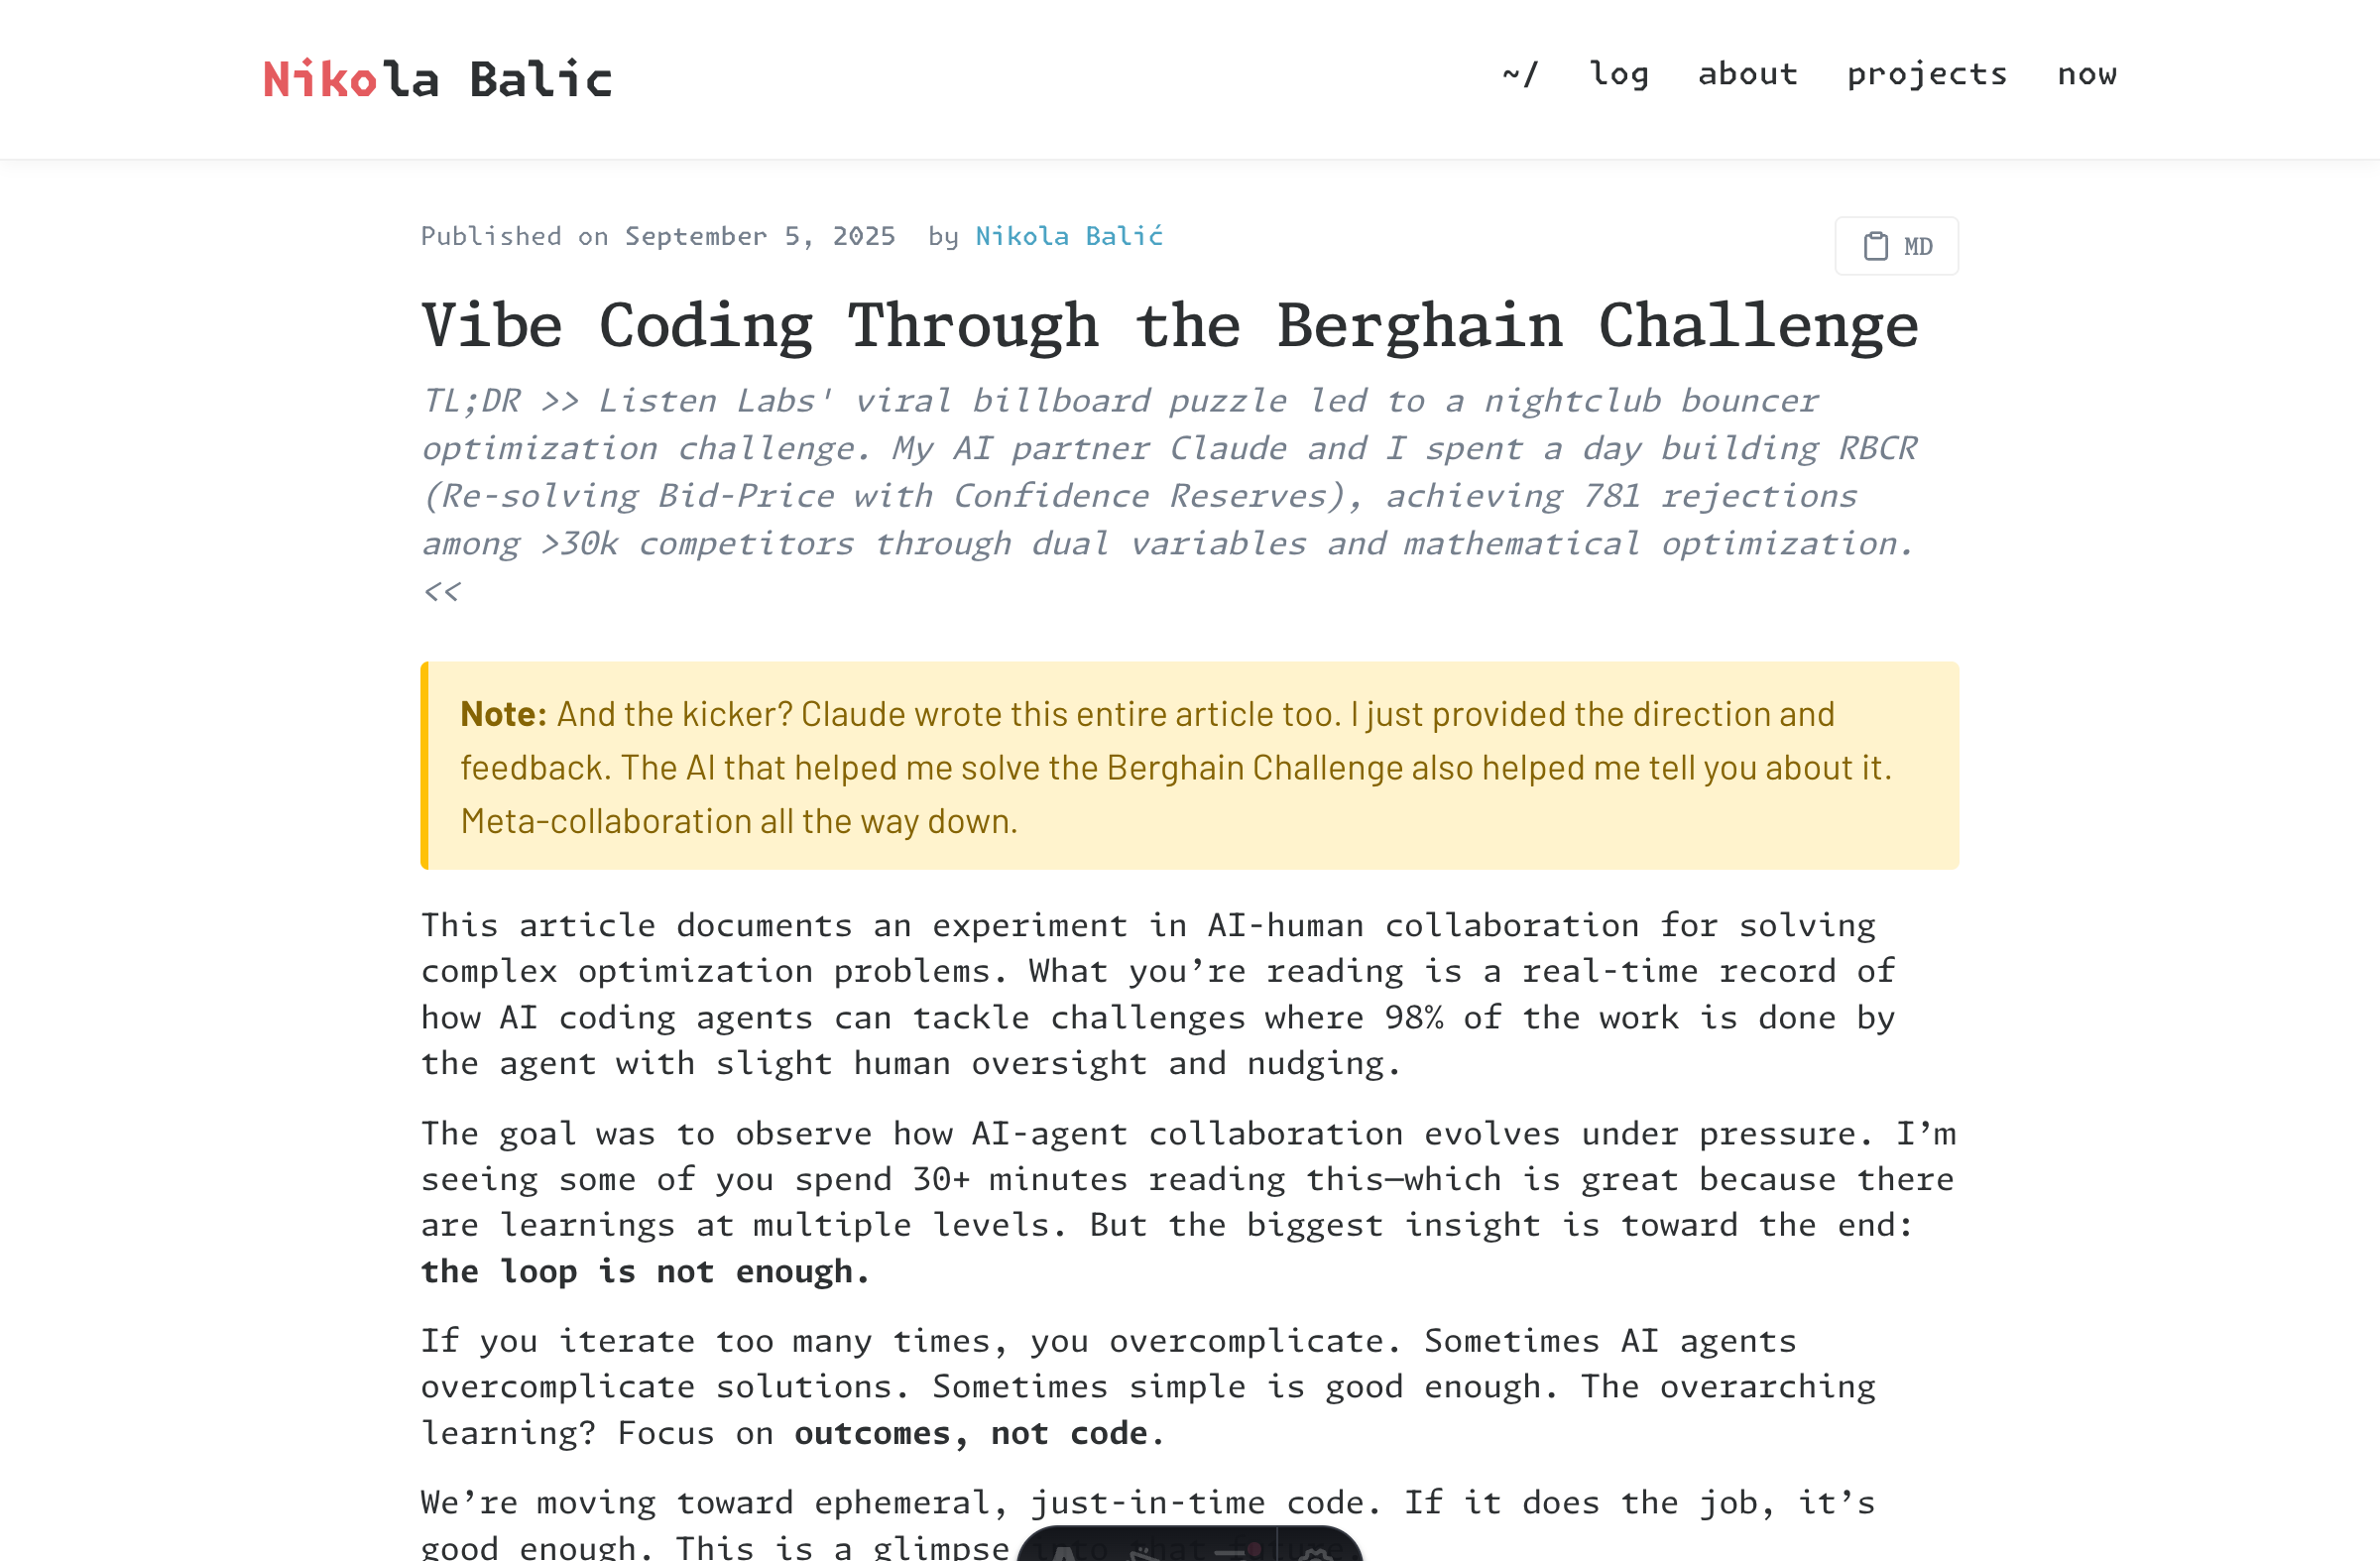 Nikola Balic
~/ log about projects now
Published on September 5, 2025 by Nikola Balić
MD
Vibe Coding Through the Berghain Challenge
TL;DR >> Listen Labs' viral billboard puzzle led to a nightclub bouncer
optimization challenge. My AI partner Claude and I spent a day building RBCR
(Re-solving Bid-Price with Confidence Reserves), achieving 781 rejections
among >30k competitors through dual variables and mathematical optimization.
<<
Note: And the kicker? Claude wrote this entire article too. I just provided the direction and
feedback. The AI that helped me solve the Berghain Challenge also helped me tell you about it.
Meta-collaboration all the way down.
This article documents an experiment in AI-human collaboration for solving
complex optimization problems. What you’re reading is a real-time record of
how AI coding agents can tackle challenges where 98% of the work is done by
the agent with slight human oversight and nudging.
The goal was to observe how AI-agent collaboration evolves under pressure. I’m
seeing some of you spend 30+ minutes reading this—which is great because there
are learnings at multiple levels. But the biggest insight is toward the end:
the loop is not enough.
If you iterate too many times, you overcomplicate. Sometimes AI agents
overcomplicate solutions. Sometimes simple is good enough. The overarching
learning? Focus on outcomes, not code.
We’re moving toward ephemeral, just-in-time code. If it does the job, it’s
good enough. This is a glimpse